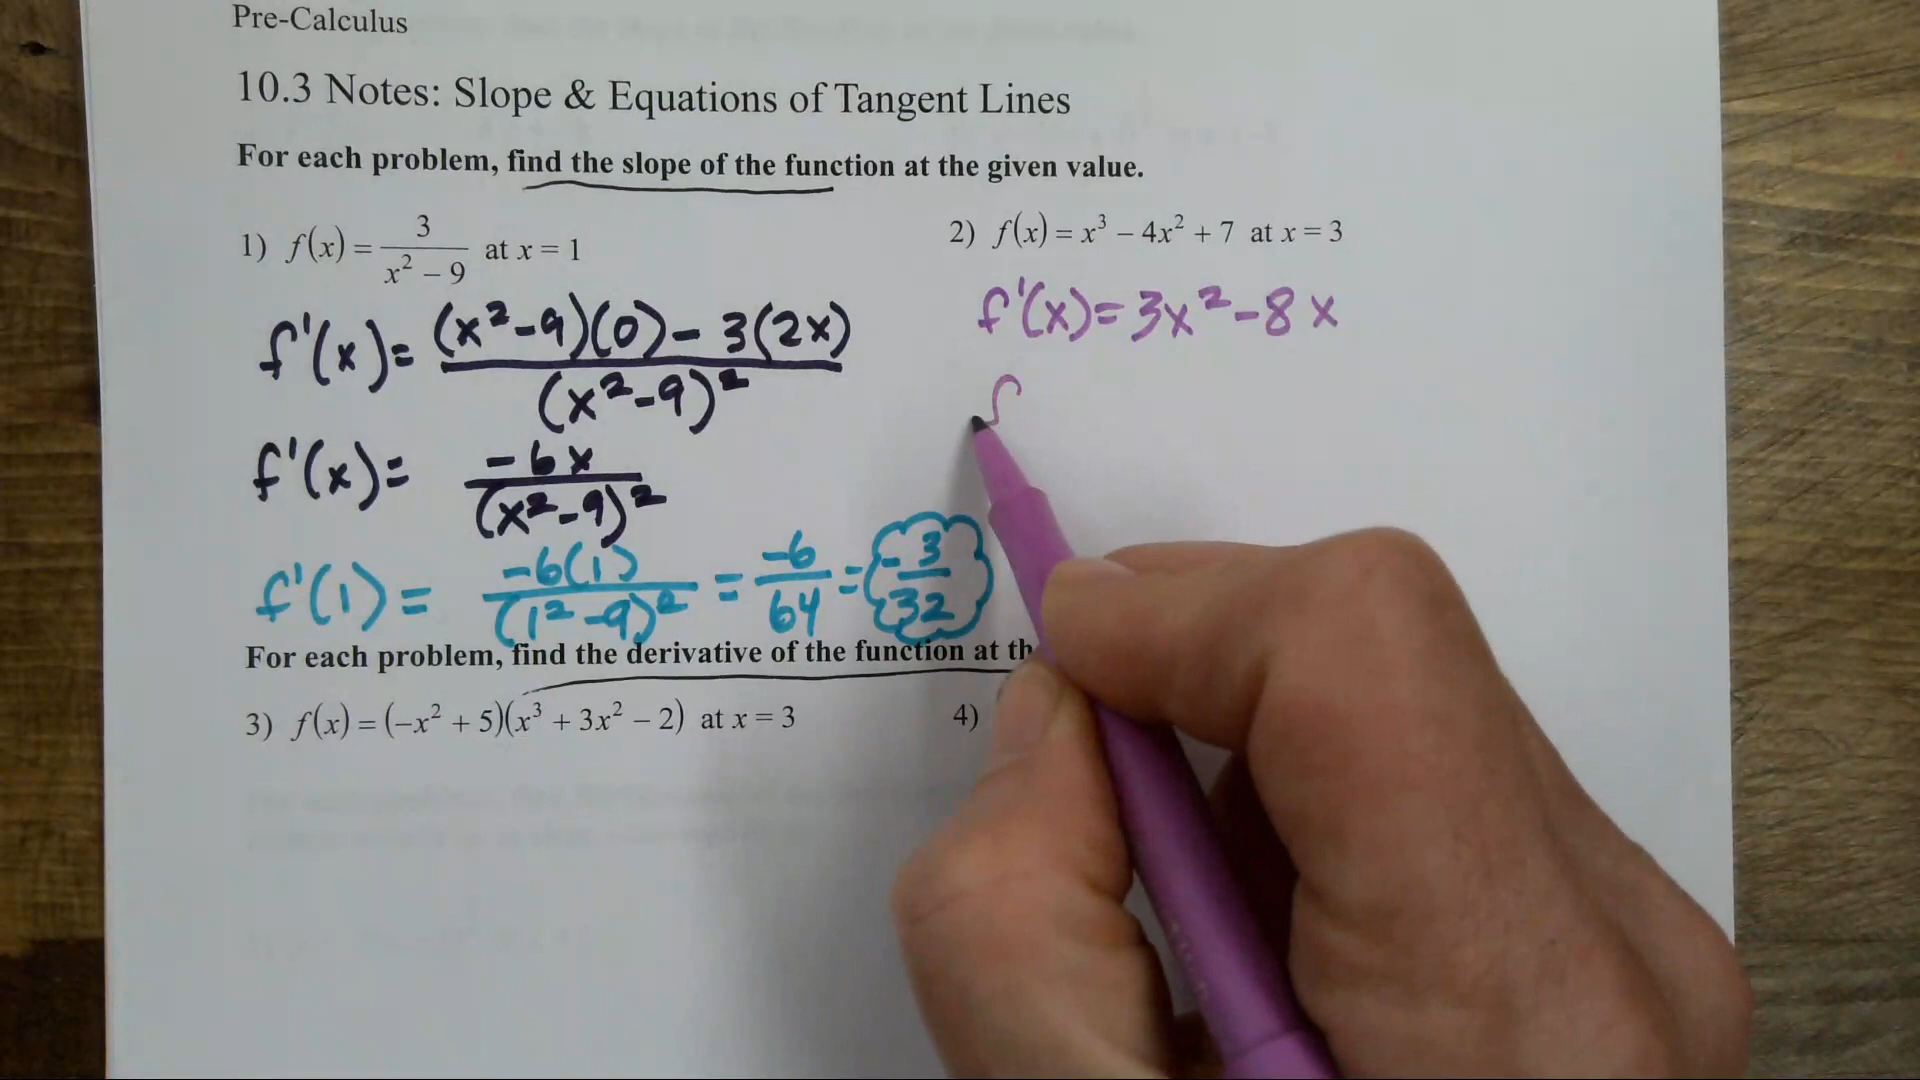 Pre-Calculus
10.3 Notes: Slope & Equations of Tangent Lines
For each problem, find the slope of the function at the given value.
1) f(x) = 3/(x² − 9) at x = 1
f'(x) = ((x²-9)(0) - 3(2x))/(x²-9)²
f'(x) = -6x/(x²-9)²
f'(1) = -6(1)/(1²-9)² = -6/64 = -3/32
2) f(x) = x³ − 4x² + 7 at x = 3
f'(x) = 3x² - 8x
For each problem, find the derivative of the function at th
3) f(x) = (−x² + 5)(x³ + 3x² − 2) at x = 3
4)